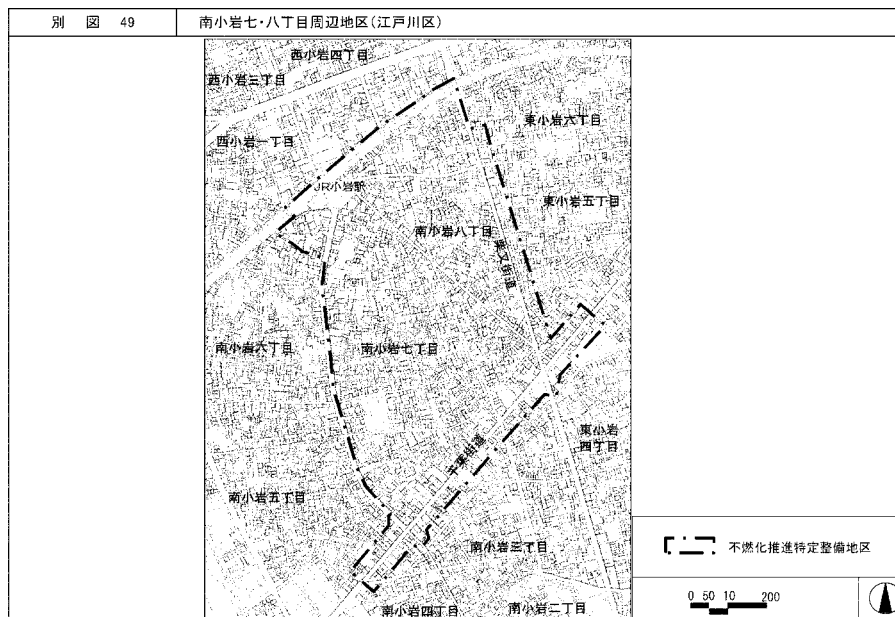 別 図 49
南小岩七・八丁目周辺地区(江戸川区)
西小岩四丁目
西小岩三丁目
東小岩六丁目
西小岩一丁目
JR小岩駅
東小岩五丁目
南小岩八丁目
柴又街道
南小岩六丁目
南小岩七丁目
東小岩
四丁目
千葉街道
南小岩五丁目
南小岩三丁目
不燃化推進特定整備地区
0 50 10 200
南小岩四丁目
南小岩二丁目